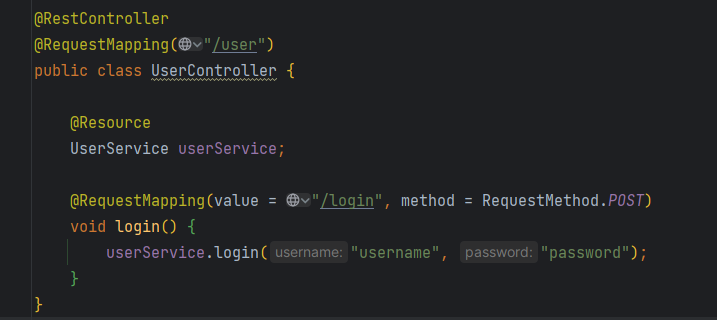 @RestController
@RequestMapping("/user")
public class UserController {
@Resource
UserService userService;
@RequestMapping(value = "/login", method = RequestMethod.POST)
void login() {
userService.login( username: "username", password: "password");
}
}